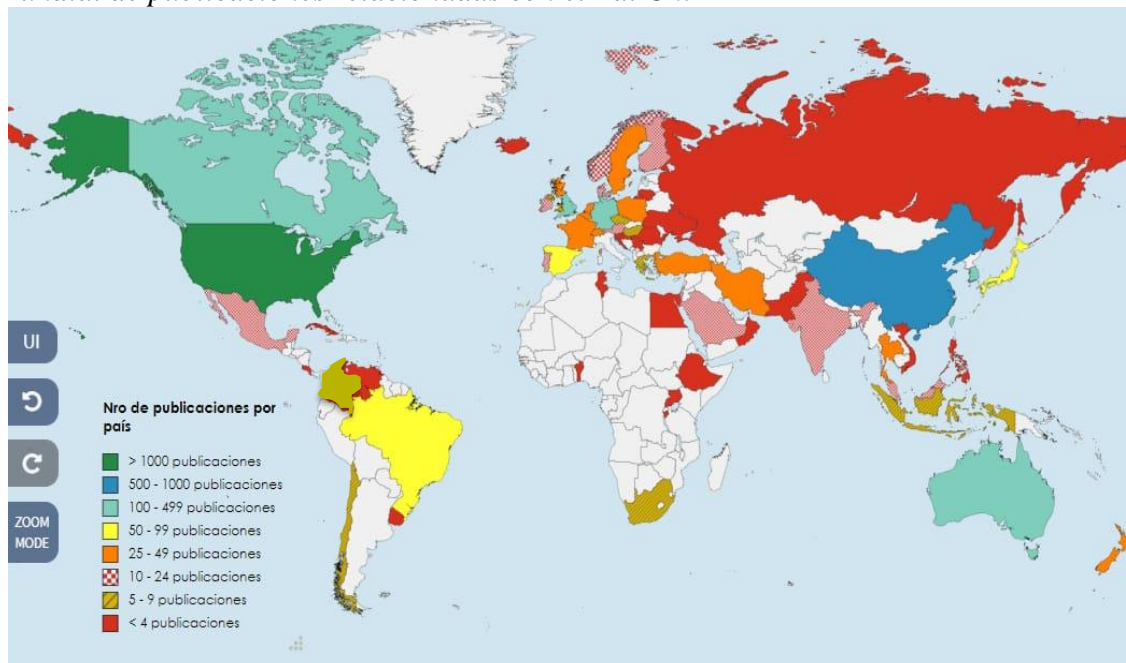 UI
ZOOM
MODE
Nro de publicaciones por
país
> 1000 publicaciones
500 - 1000 publicaciones
100 - 499 publicaciones
50 - 99 publicaciones
25 - 49 publicaciones
10 - 24 publicaciones
5 - 9 publicaciones
< 4 publicaciones